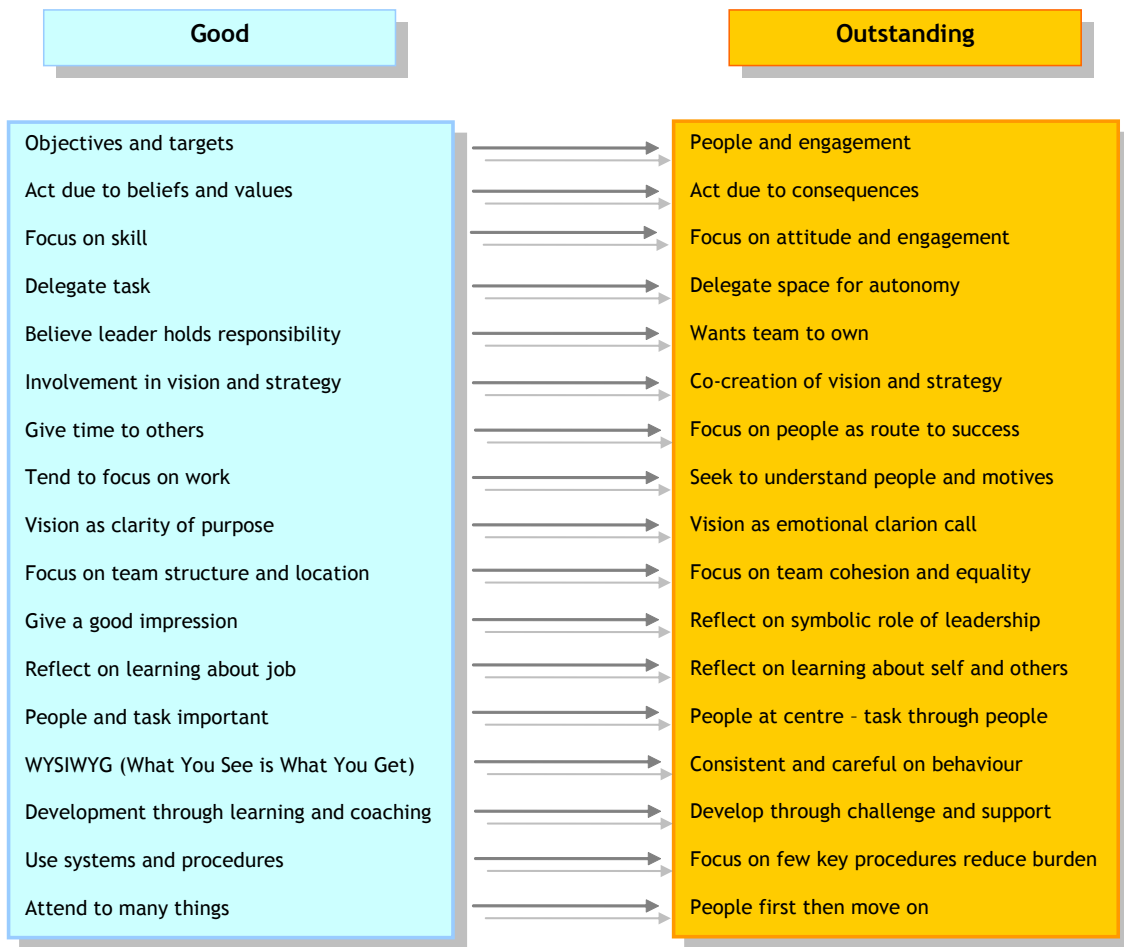 Good
Outstanding
Objectives and targets
People and engagement
Act due to beliefs and values
Act due to consequences
Focus on skill
Focus on attitude and engagement
Delegate task
Delegate space for autonomy
Believe leader holds responsibility
Wants team to own
Involvement in vision and strategy
Co-creation of vision and strategy
Give time to others
Focus on people as route to success
Tend to focus on work
Seek to understand people and motives
Vision as clarity of purpose
Vision as emotional clarion call
Focus on team structure and location
Focus on team cohesion and equality
Give a good impression
Reflect on symbolic role of leadership
Reflect on learning about job
Reflect on learning about self and others
People and task important
People at centre – task through people
WYSIWYG (What You See is What You Get)
Consistent and careful on behaviour
Development through learning and coaching
Develop through challenge and support
Use systems and procedures
Focus on few key procedures reduce burden
Attend to many things
People first then move on